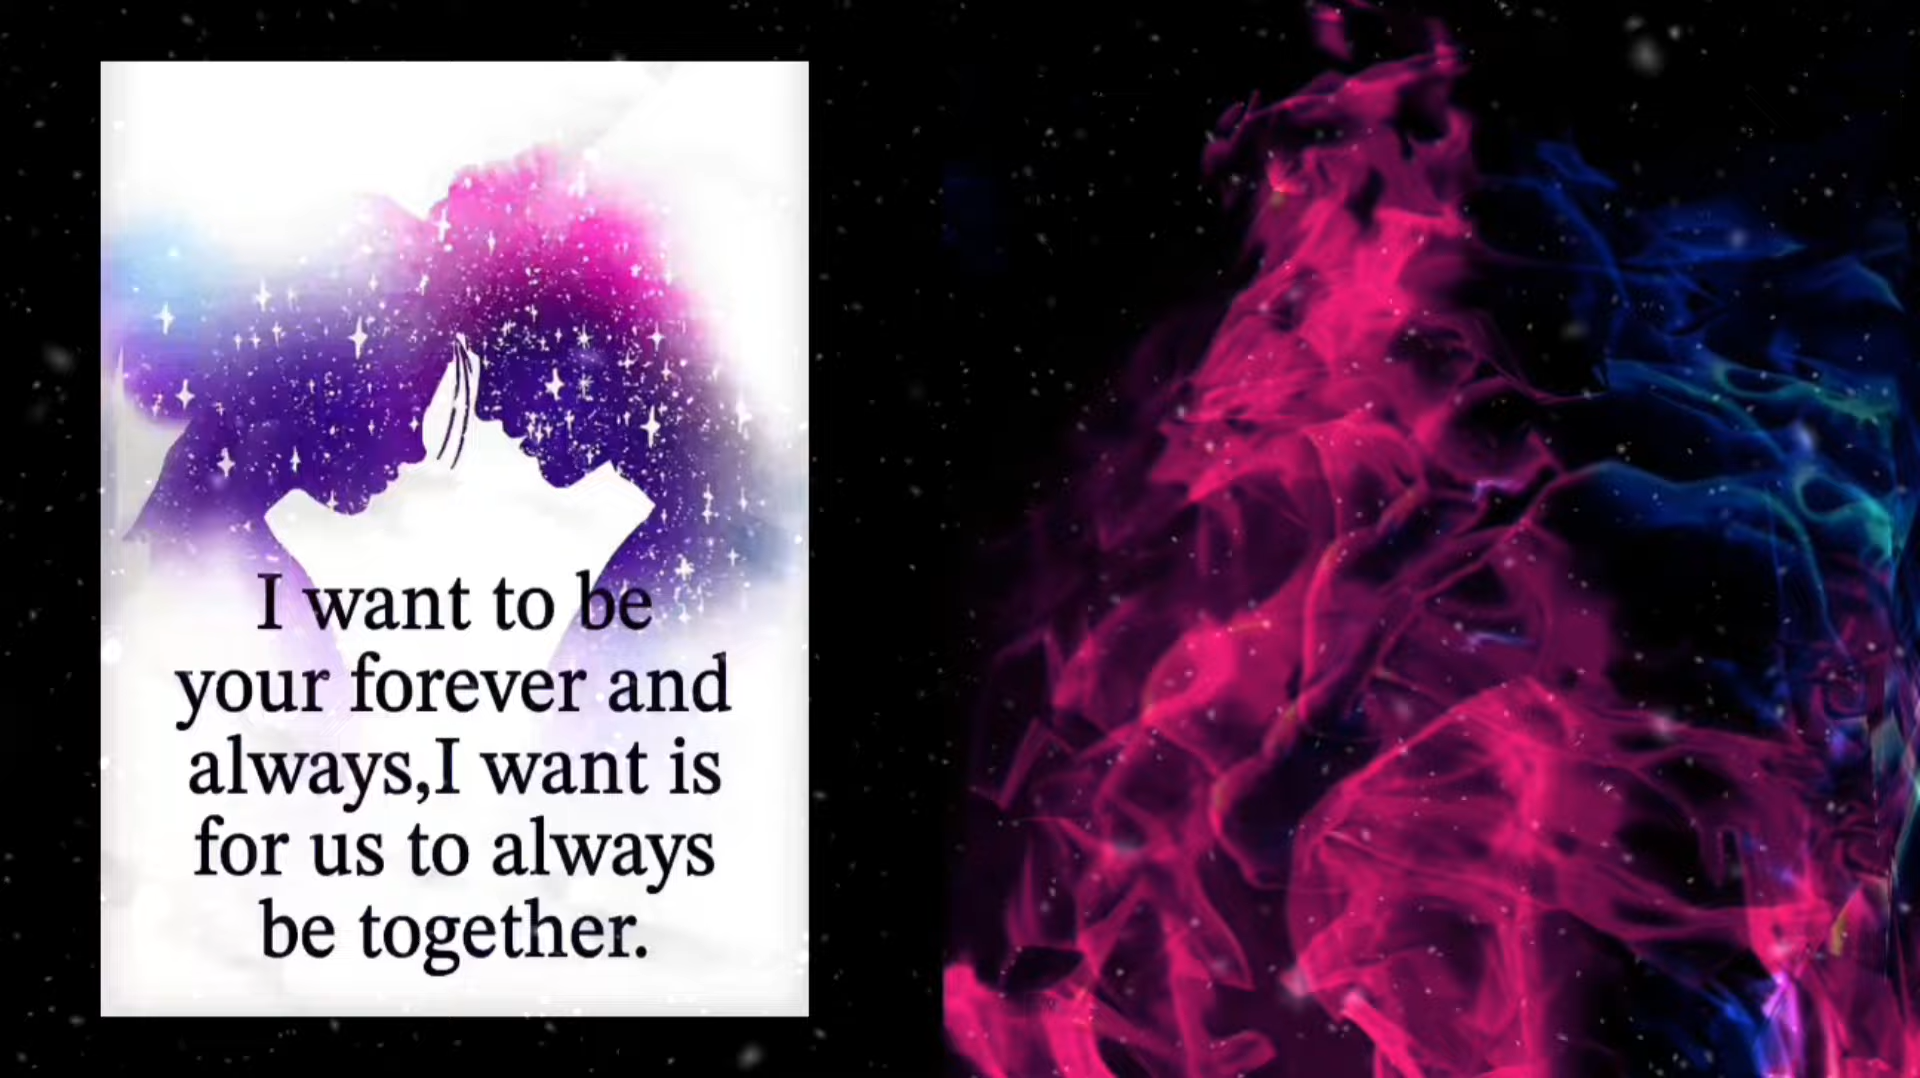 I want to be
your forever and
always,I want is
for us to always
be together.